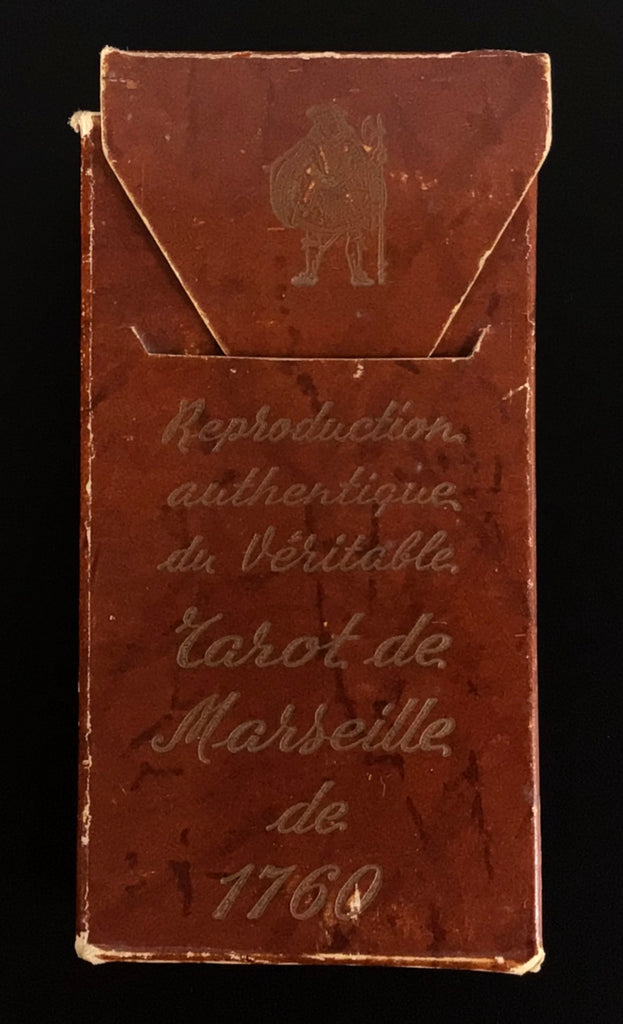 Reproduction
authentique
du Véritable
Tarot de
Marseille
de
1760